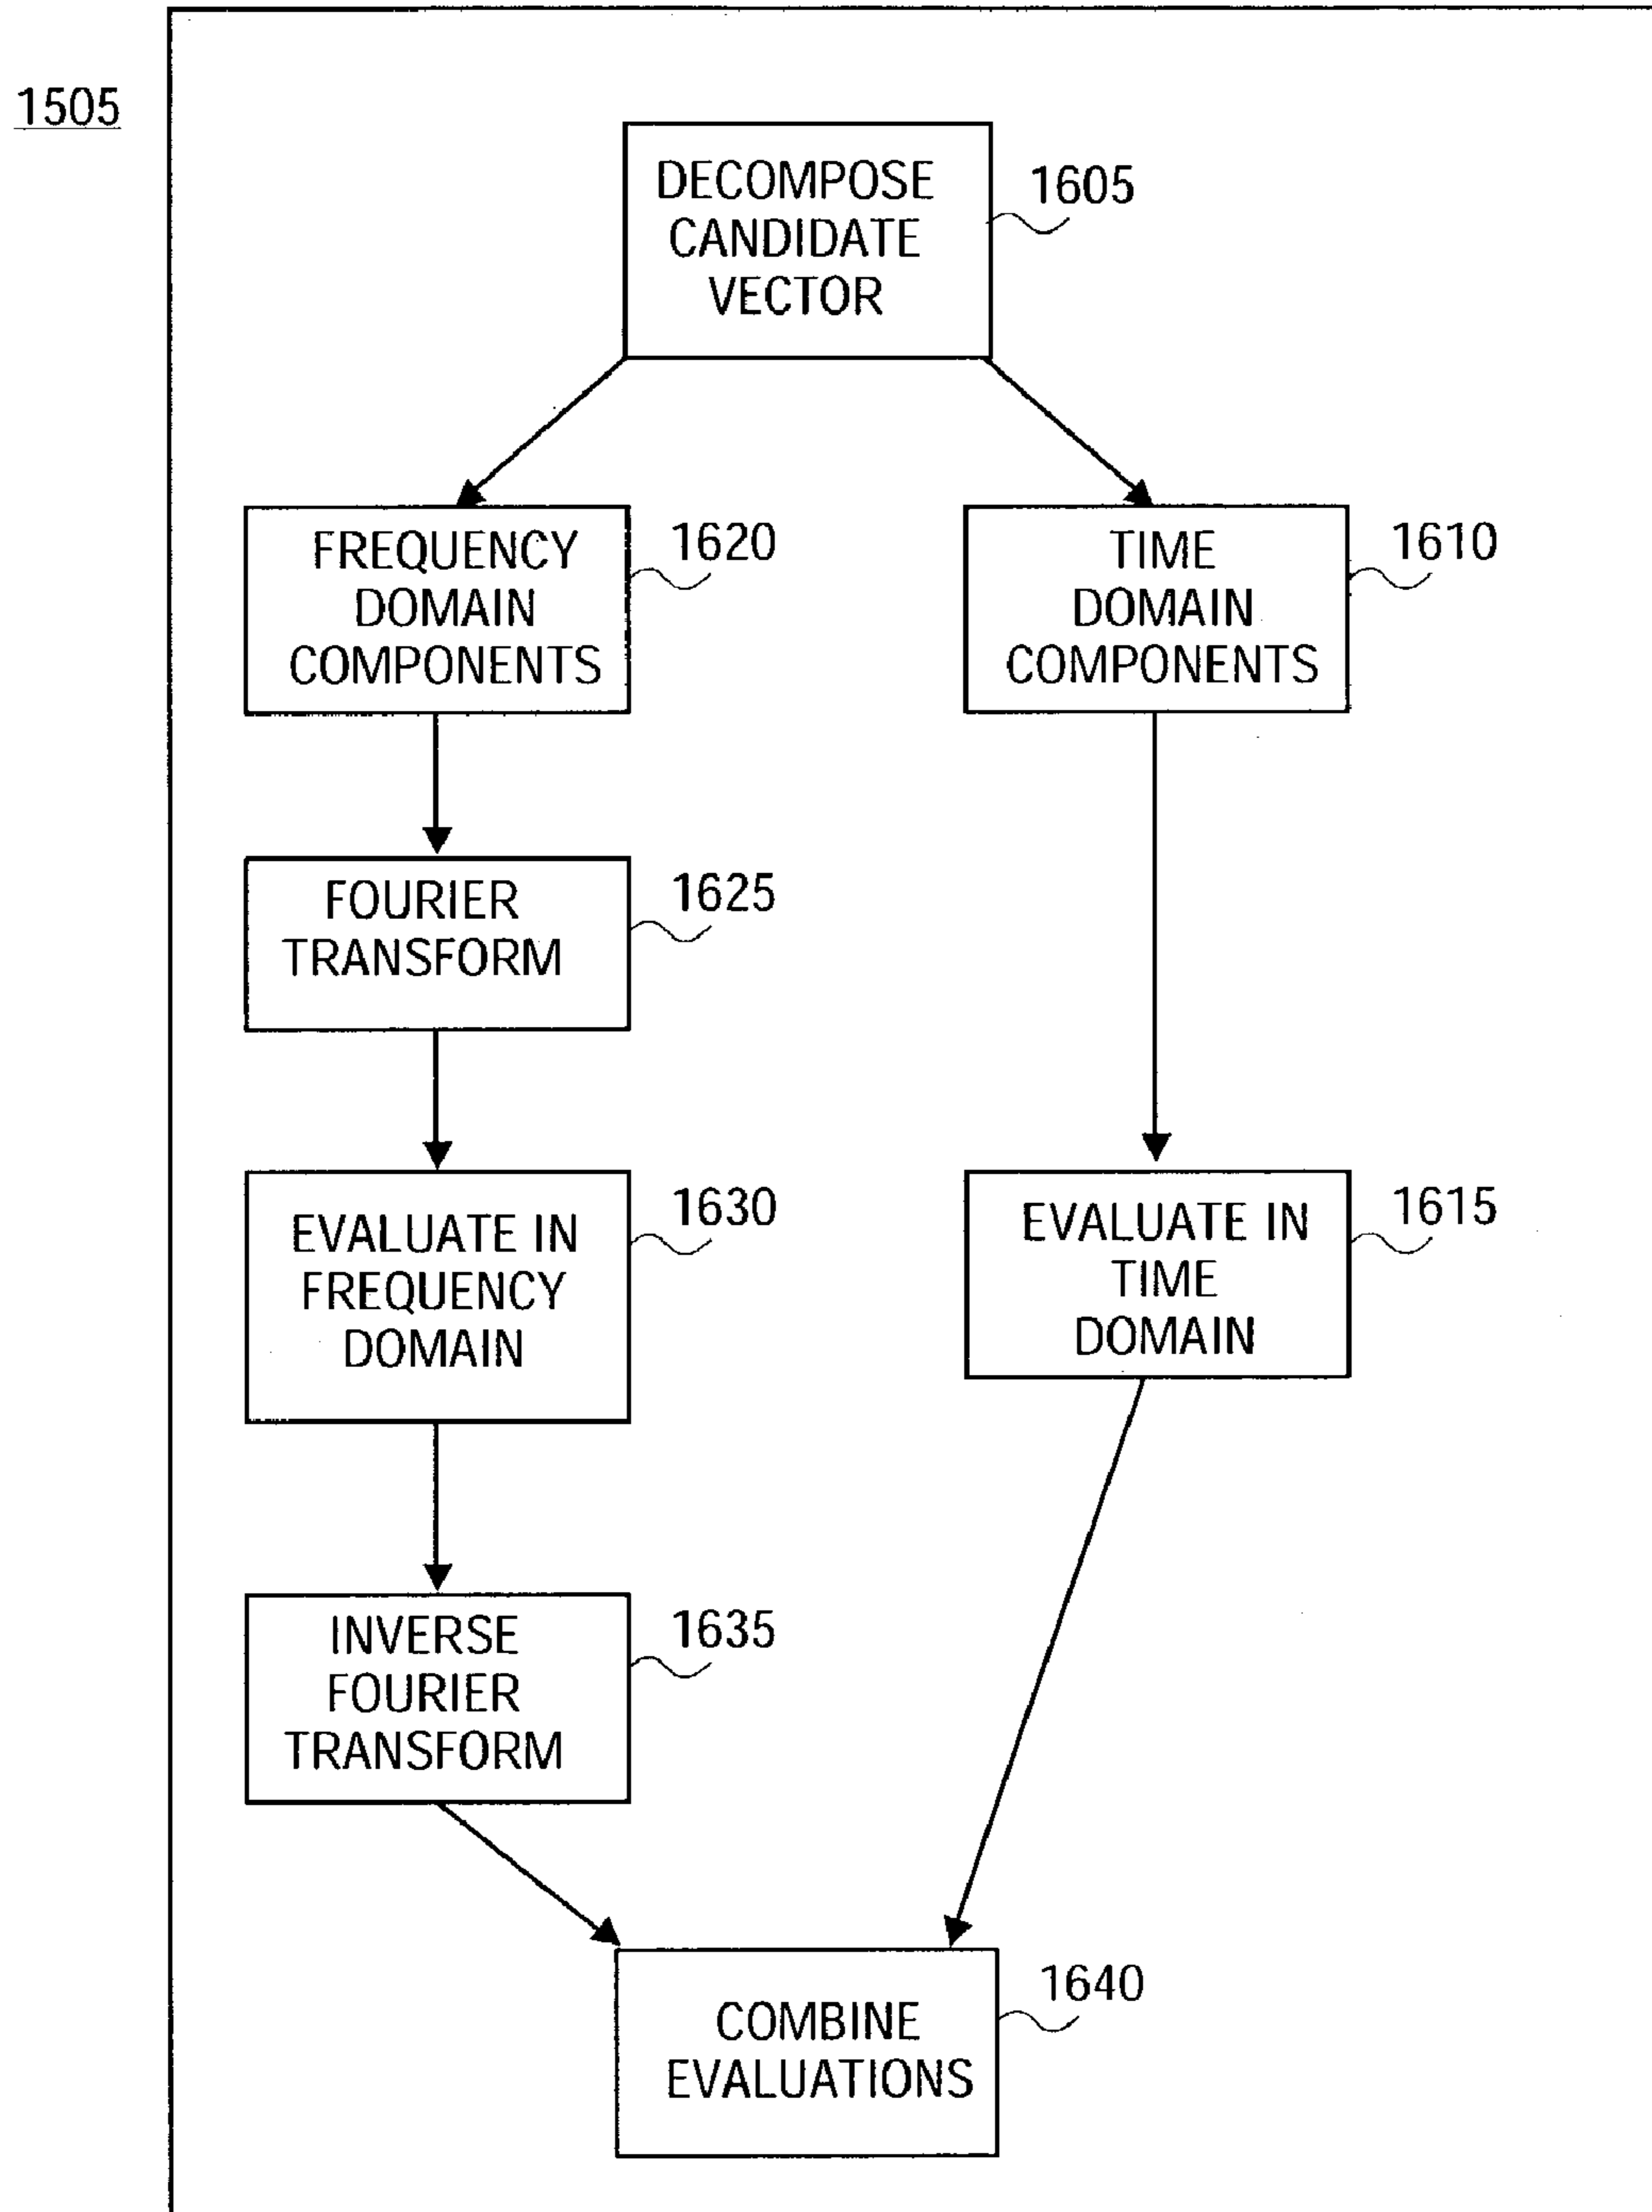 1505
DECOMPOSE
CANDIDATE
VECTOR
1605
FREQUENCY
DOMAIN
COMPONENTS
1620
TIME
DOMAIN
COMPONENTS
1610
FOURIER
TRANSFORM
1625
EVALUATE IN
FREQUENCY
DOMAIN
1630
EVALUATE IN
TIME
DOMAIN
1615
INVERSE
FOURIER
TRANSFORM
1635
COMBINE
EVALUATIONS
1640